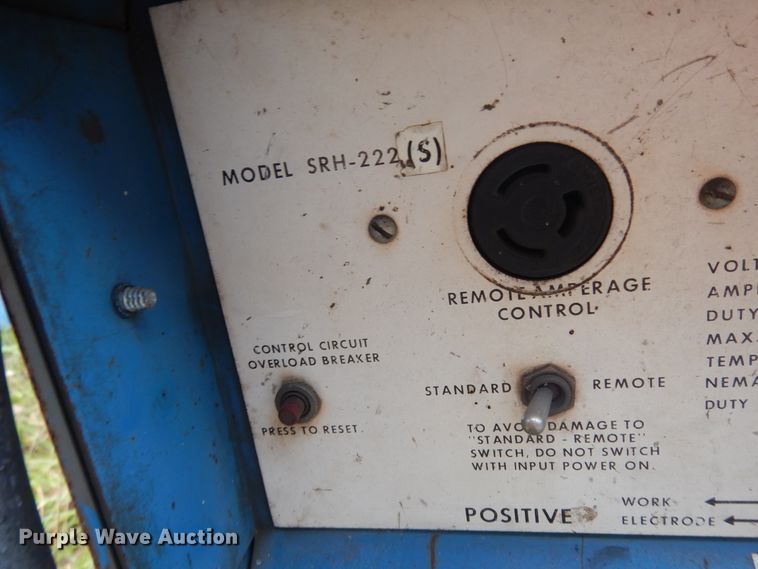 MODEL SRH-222 (S)
REMOTE AMPERAGE
CONTROL
CONTROL CIRCUIT
OVERLOAD BREAKER
PRESS TO RESET.
STANDARD
REMOTE
TO AVOID DAMAGE TO
"STANDARD - REMOTE"
SWITCH, DO NOT SWITCH
WITH INPUT POWER ON.
VOLT
AMP
DUTY
MAX.
TEMP
NEMA
DUTY
POSITIVE
WORK
ELECTRODE
Purple Wave Auction